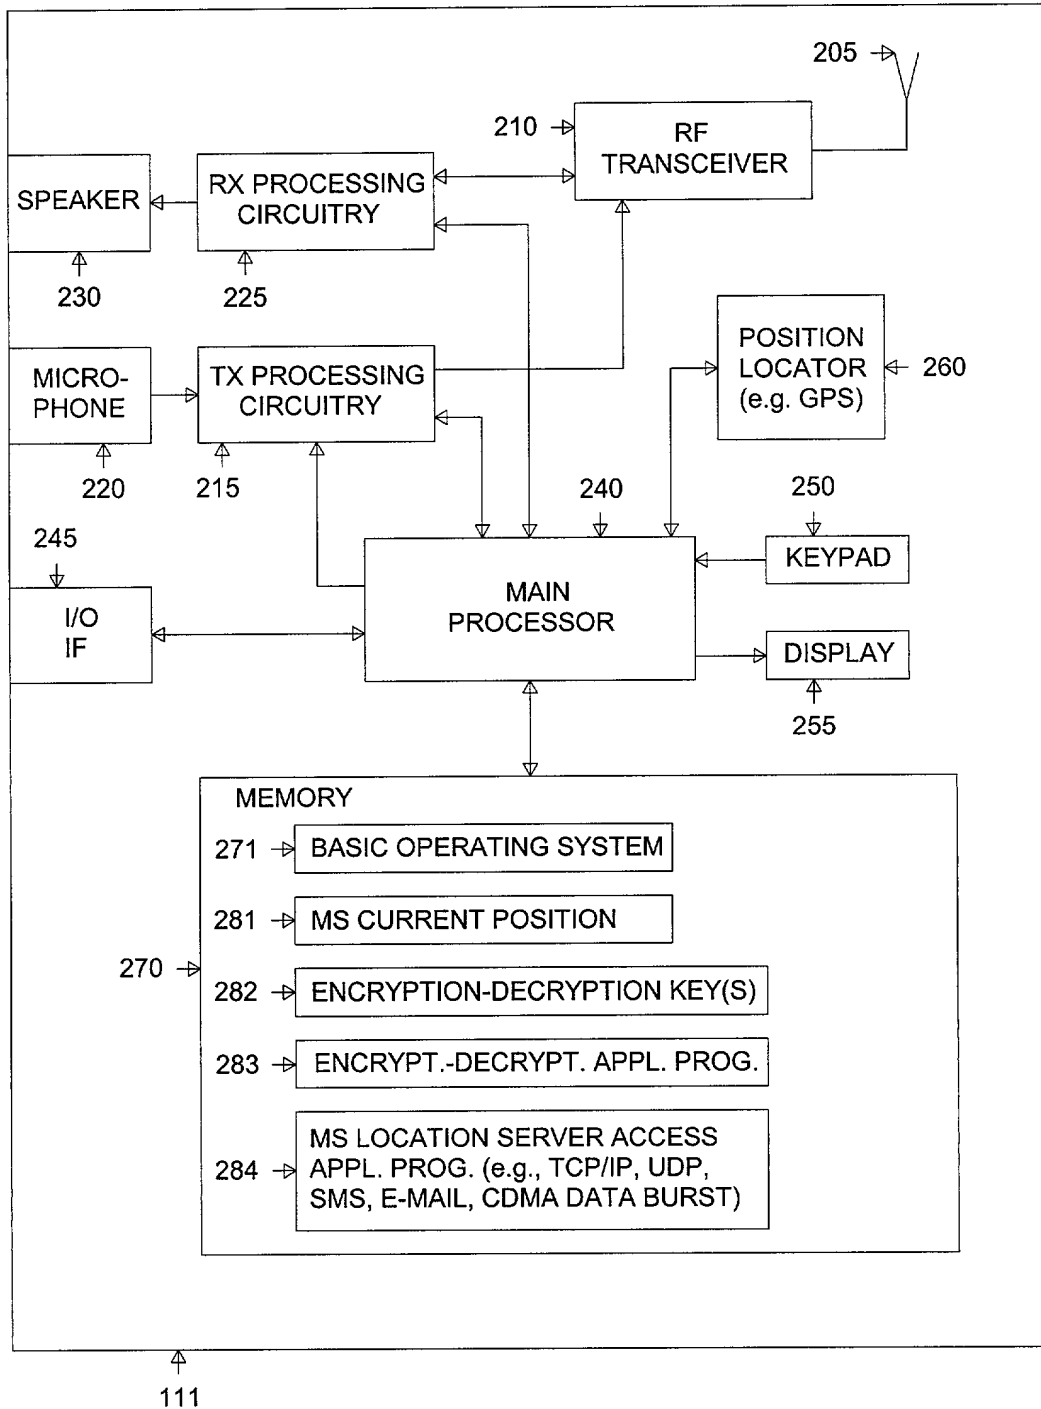 205
210
RF
TRANSCEIVER
SPEAKER
RX PROCESSING
CIRCUITRY
230
225
POSITION
LOCATOR
(e.g. GPS)
260
MICRO-
PHONE
TX PROCESSING
CIRCUITRY
220
215
240
250
245
KEYPAD
I/O
IF
MAIN
PROCESSOR
DISPLAY
255
MEMORY
271
BASIC OPERATING SYSTEM
281
MS CURRENT POSITION
270
282
ENCRYPTION-DECRYPTION KEY(S)
283
ENCRYPT.-DECRYPT. APPL. PROG.
284
MS LOCATION SERVER ACCESS
APPL. PROG. (e.g., TCP/IP, UDP,
SMS, E-MAIL, CDMA DATA BURST)
111